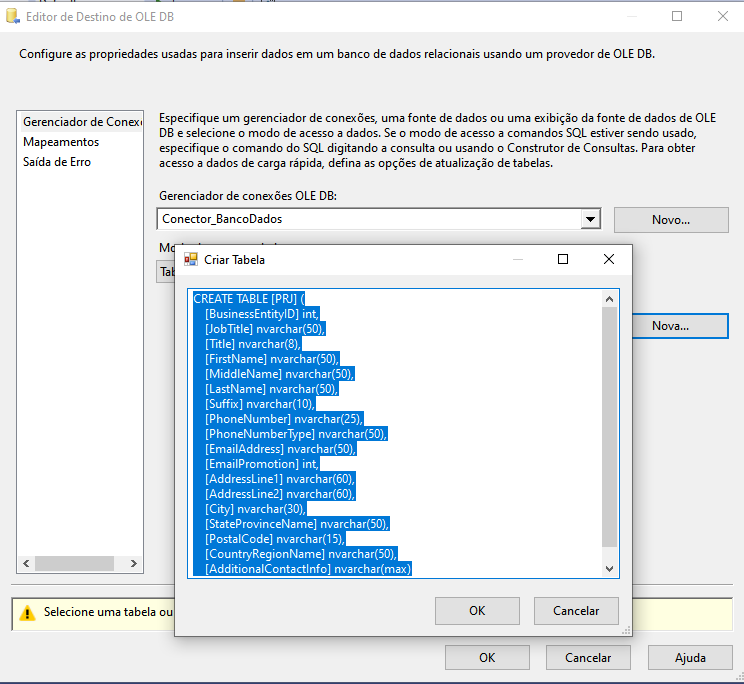 Editor de Destino de OLE DB
Configure as propriedades usadas para inserir dados em um banco de dados relacionais usando um provedor de OLE DB.
Gerenciador de Conex
Mapeamentos
Saída de Erro
Especifique um gerenciador de conexões, uma fonte de dados ou uma exibição da fonte de dados de OLE
DB e selecione o modo de acesso a dados. Se o modo de acesso a comandos SQL estiver sendo usado,
especifique o comando do SQL digitando a consulta ou usando o Construtor de Consultas. Para obter
acesso a dados de carga rápida, defina as opções de atualização de tabelas.
Gerenciador de conexões OLE DB:
Conector_BancoDados
Novo...
Tab
Nova...
Criar Tabela
CREATE TABLE [PRJ] (
[BusinessEntityID] int,
[JobTitle] nvarchar(50),
[Title] nvarchar(8),
[FirstName] nvarchar(50),
[MiddleName] nvarchar(50),
[LastName] nvarchar(50),
[Suffix] nvarchar(10),
[PhoneNumber] nvarchar(25),
[PhoneNumberType] nvarchar(50),
[EmailAddress] nvarchar(50),
[EmailPromotion] int,
[AddressLine1] nvarchar(60),
[AddressLine2] nvarchar(60),
[City] nvarchar(30),
[StateProvinceName] nvarchar(50),
[PostalCode] nvarchar(15),
[CountryRegionName] nvarchar(50),
[AdditionalContactInfo] nvarchar(max)
OK
Cancelar
Selecione uma tabela ou
OK
Cancelar
Ajuda